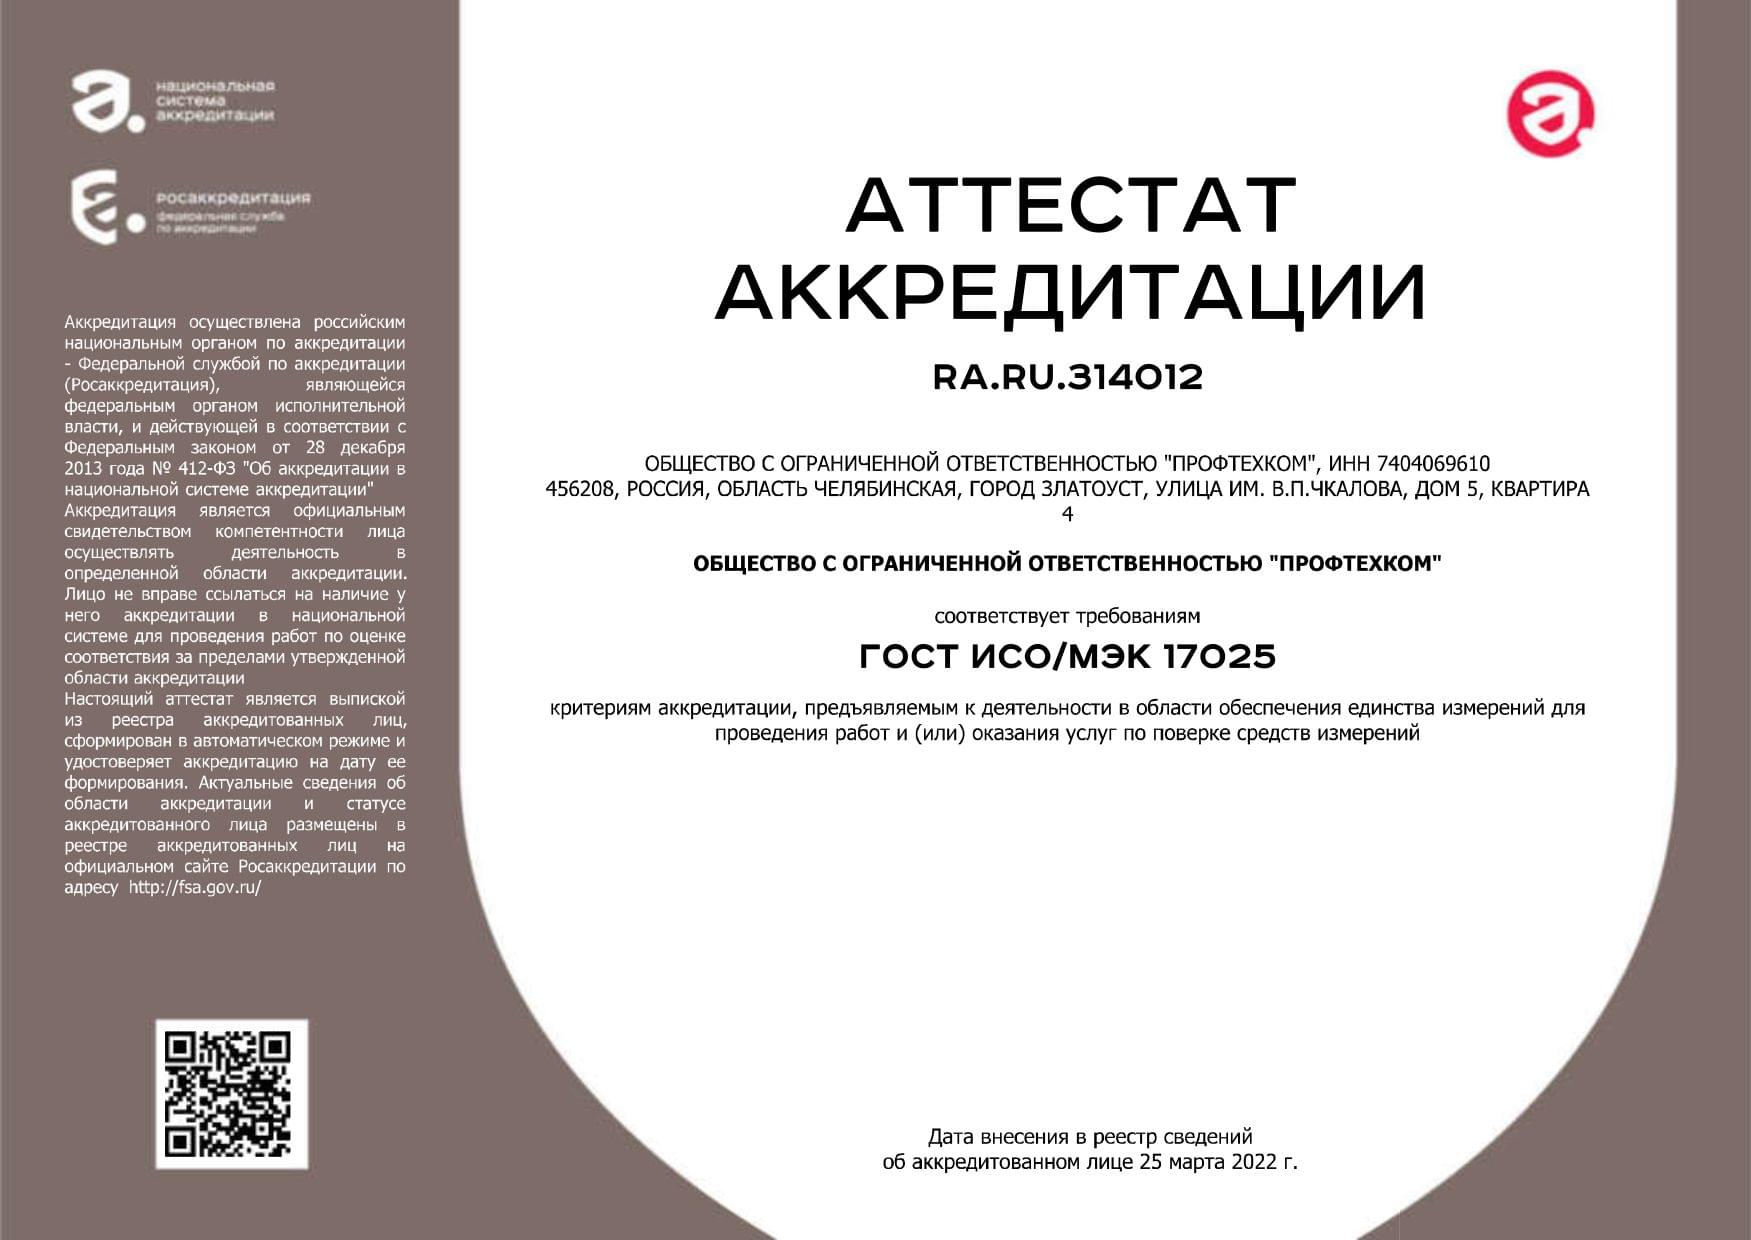 национальная
система
аккредитации
росаккредитация
федеральная служба
по аккредитации
Аккредитация осуществлена российским
национальным органом по аккредитации
- Федеральной службой по аккредитации
(Росаккредитация), являющейся
федеральным органом исполнительной
власти, и действующей в соответствии с
Федеральным законом от 28 декабря
2013 года № 412-ФЗ "Об аккредитации в
национальной системе аккредитации"
Аккредитация является официальным
свидетельством компетентности лица
осуществлять деятельность в
определенной области аккредитации.
Лицо не вправе ссылаться на наличие у
него аккредитации в национальной
системе для проведения работ по оценке
соответствия за пределами утвержденной
области аккредитации
Настоящий аттестат является выпиской
из реестра аккредитованных лиц,
сформирован в автоматическом режиме и
удостоверяет аккредитацию на дату ее
формирования. Актуальные сведения об
области аккредитации и статусе
аккредитованного лица размещены в
реестре аккредитованных лиц на
официальном сайте Росаккредитации по
адресу http://fsa.gov.ru/
АТТЕСТАТ
АККРЕДИТАЦИИ
RA.RU.314012
ОБЩЕСТВО С ОГРАНИЧЕННОЙ ОТВЕТСТВЕННОСТЬЮ "ПРОФТЕХКОМ", ИНН 7404069610
456208, РОССИЯ, ОБЛАСТЬ ЧЕЛЯБИНСКАЯ, ГОРОД ЗЛАТОУСТ, УЛИЦА ИМ. В.П.ЧКАЛОВА, ДОМ 5, КВАРТИРА
4
ОБЩЕСТВО С ОГРАНИЧЕННОЙ ОТВЕТСТВЕННОСТЬЮ "ПРОФТЕХКОМ"
соответствует требованиям
ГОСТ ИСО/МЭК 17025
критериям аккредитации, предъявляемым к деятельности в области обеспечения единства измерений для
проведения работ и (или) оказания услуг по поверке средств измерений
Дата внесения в реестр сведений
об аккредитованном лице 25 марта 2022 г.